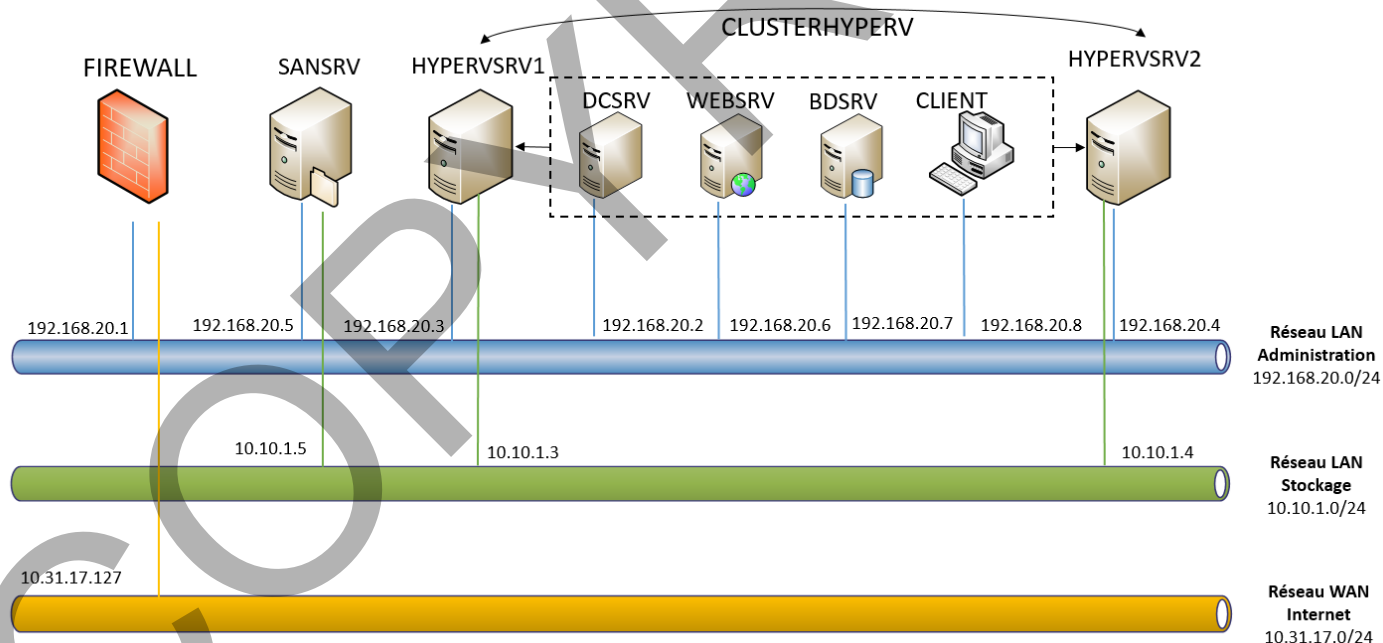 CLUSTERHYPERV
FIREWALL
SANSRV
HYPERVSRV1
HYPERVSRV2
DCSRV
WEBSRV
BDSRV
CLIENT
192.168.20.1
192.168.20.5
192.168.20.3
192.168.20.2
192.168.20.6
192.168.20.7
192.168.20.8
192.168.20.4
Réseau LAN
Administration
192.168.20.0/24
10.10.1.5
10.10.1.3
10.10.1.4
Réseau LAN
Stockage
10.10.1.0/24
10.31.17.127
Réseau WAN
Internet
10.31.17.0/24
COPYR